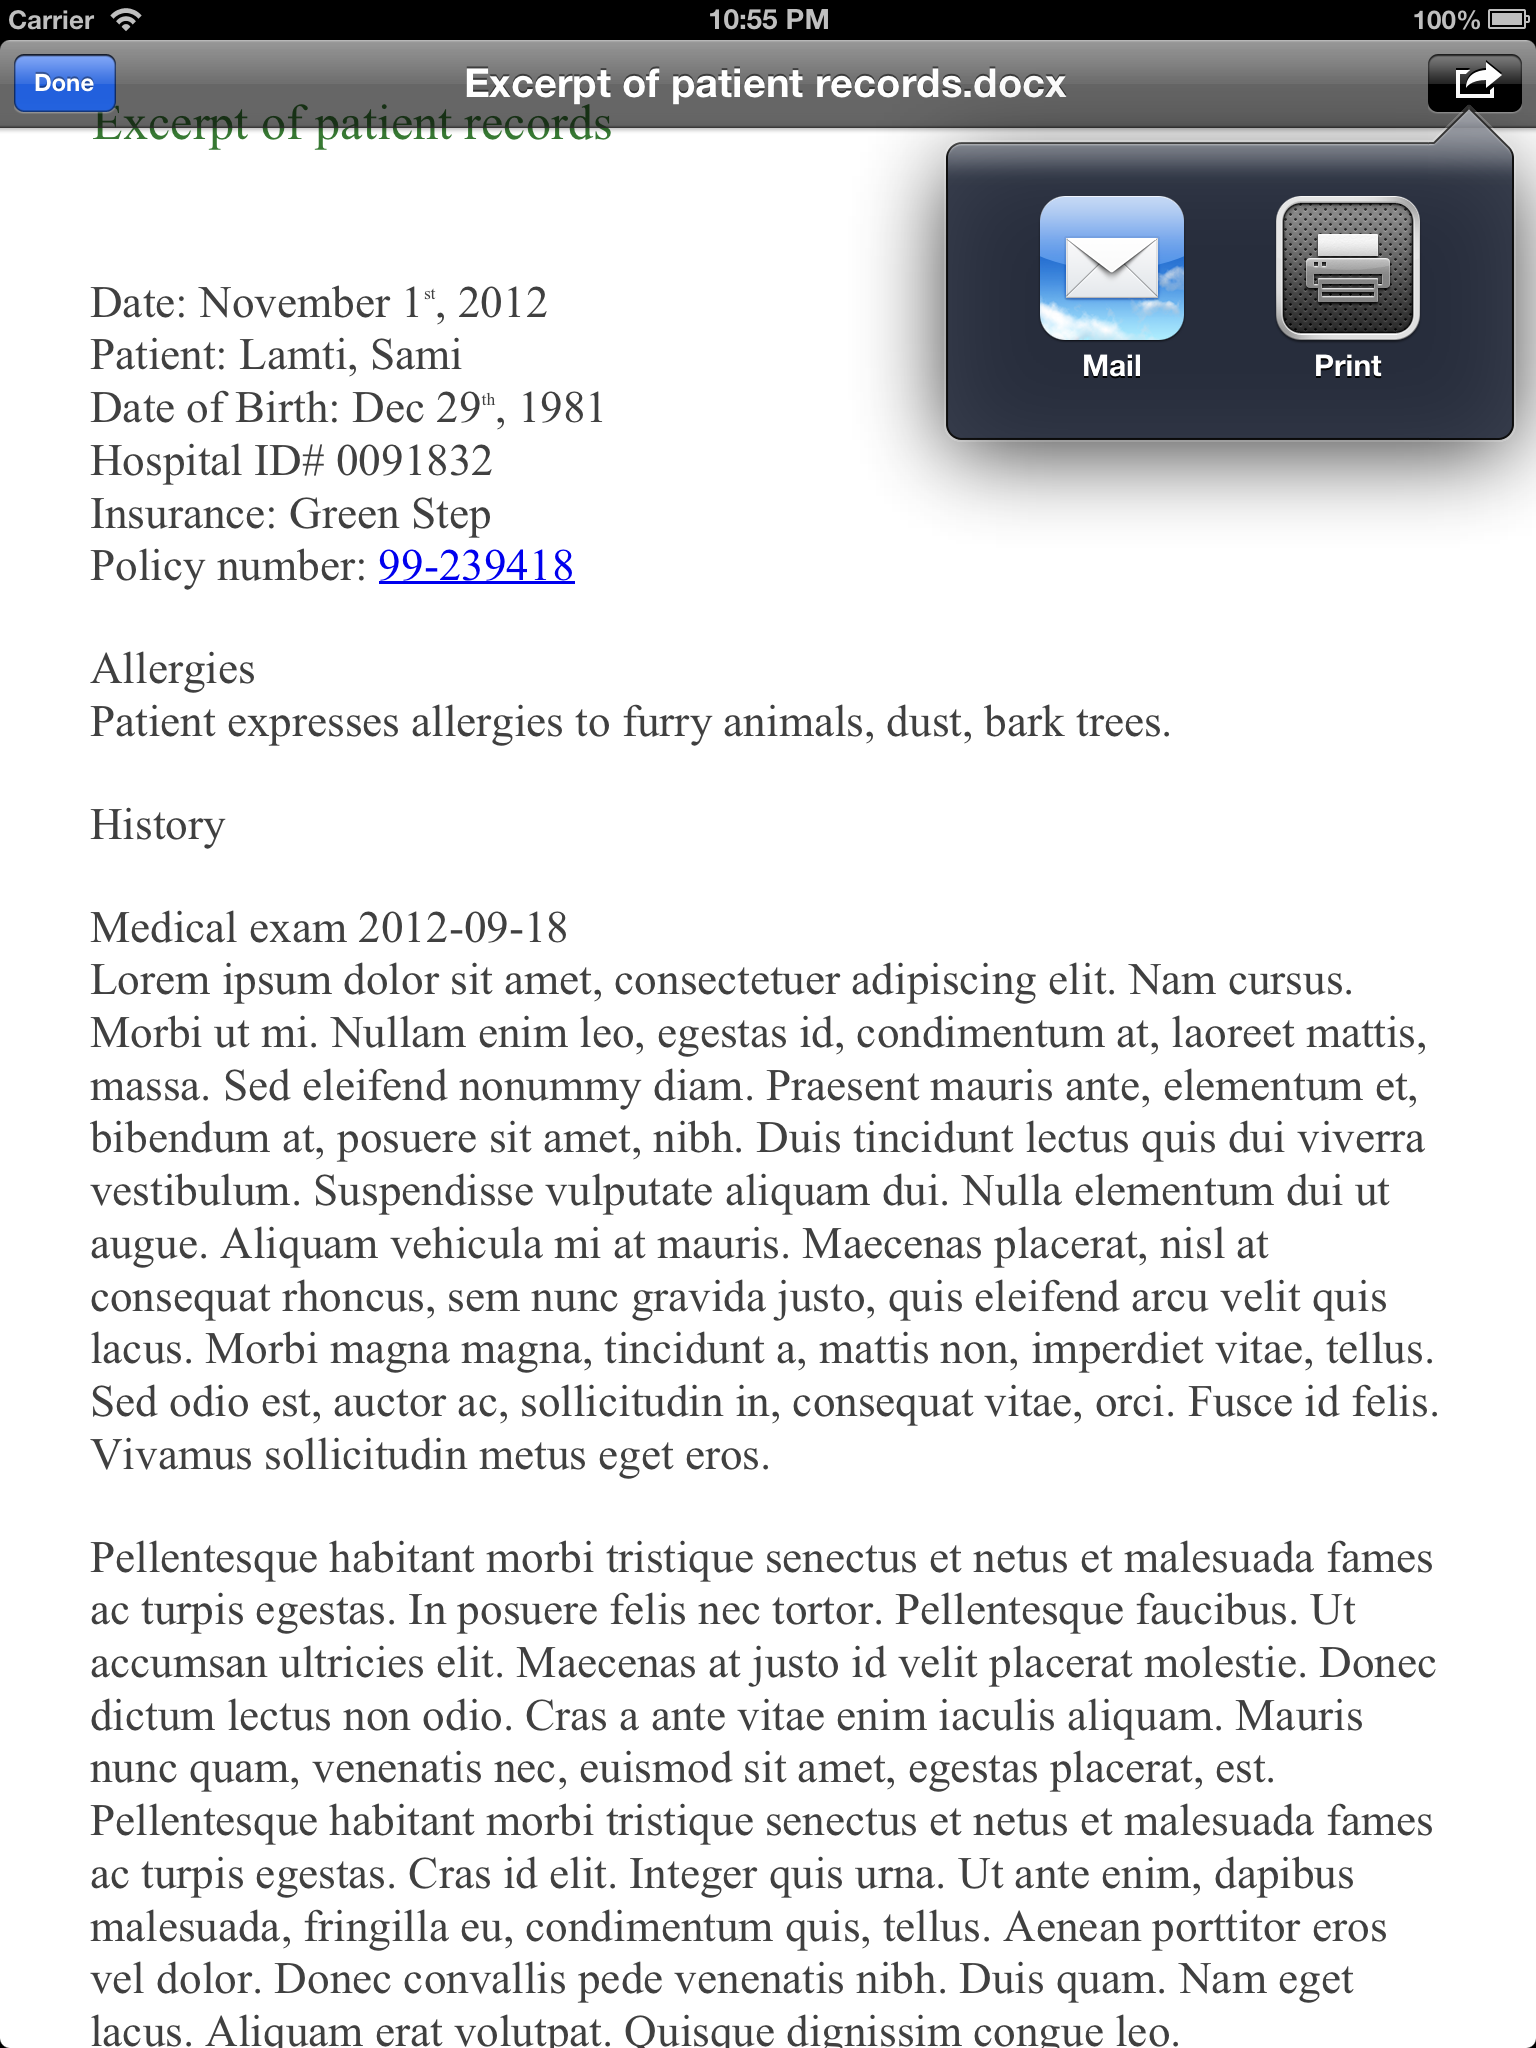 Carrier 10:55 PM 100%
Done Excerpt of patient records.docx
Excerpt of patient records
Mail Print
Date: November 1st, 2012
Patient: Lamti, Sami
Date of Birth: Dec 29th, 1981
Hospital ID# 0091832
Insurance: Green Step
Policy number: 99-239418
Allergies
Patient expresses allergies to furry animals, dust, bark trees.
History
Medical exam 2012-09-18
Lorem ipsum dolor sit amet, consectetuer adipiscing elit. Nam cursus.
Morbi ut mi. Nullam enim leo, egestas id, condimentum at, laoreet mattis,
massa. Sed eleifend nonummy diam. Praesent mauris ante, elementum et,
bibendum at, posuere sit amet, nibh. Duis tincidunt lectus quis dui viverra
vestibulum. Suspendisse vulputate aliquam dui. Nulla elementum dui ut
augue. Aliquam vehicula mi at mauris. Maecenas placerat, nisl at
consequat rhoncus, sem nunc gravida justo, quis eleifend arcu velit quis
lacus. Morbi magna magna, tincidunt a, mattis non, imperdiet vitae, tellus.
Sed odio est, auctor ac, sollicitudin in, consequat vitae, orci. Fusce id felis.
Vivamus sollicitudin metus eget eros.
Pellentesque habitant morbi tristique senectus et netus et malesuada fames
ac turpis egestas. In posuere felis nec tortor. Pellentesque faucibus. Ut
accumsan ultricies elit. Maecenas at justo id velit placerat molestie. Donec
dictum lectus non odio. Cras a ante vitae enim iaculis aliquam. Mauris
nunc quam, venenatis nec, euismod sit amet, egestas placerat, est.
Pellentesque habitant morbi tristique senectus et netus et malesuada fames
ac turpis egestas. Cras id elit. Integer quis urna. Ut ante enim, dapibus
malesuada, fringilla eu, condimentum quis, tellus. Aenean porttitor eros
vel dolor. Donec convallis pede venenatis nibh. Duis quam. Nam eget
lacus. Aliquam erat volutpat. Quisque dignissim congue leo.